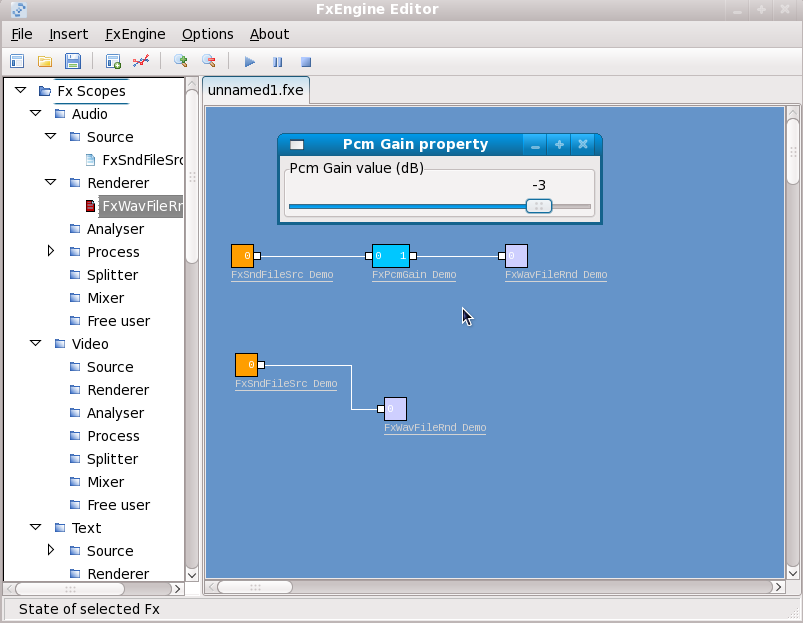 FxEngine Editor
File Insert FxEngine Options About
Fx Scopes
Audio
Source
FxSndFileSrc
Renderer
FxWavFileRn
Analyser
Process
Splitter
Mixer
Free user
Video
Source
Renderer
Analyser
Process
Splitter
Mixer
Free user
Text
Source
Renderer
unnamed1.fxe
Pcm Gain property
Pcm Gain value (dB)
-3
0 0 1 0
FxSndFileSrc Demo FxPcmGain Demo FxWavFileRnd Demo
0
FxSndFileSrc Demo
0
FxWavFileRnd Demo
State of selected Fx